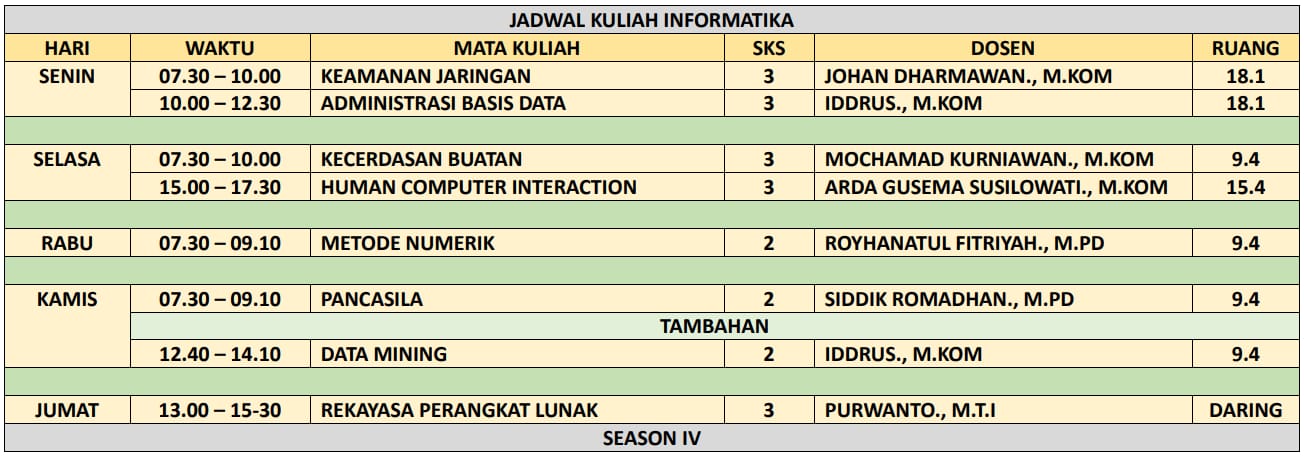 JADWAL KULIAH INFORMATIKA
HARI WAKTU MATA KULIAH SKS DOSEN RUANG
SENIN 07.30 – 10.00 KEAMANAN JARINGAN 3 JOHAN DHARMAWAN., M.KOM 18.1
10.00 – 12.30 ADMINISTRASI BASIS DATA 3 IDDRUS., M.KOM 18.1
SELASA 07.30 – 10.00 KECERDASAN BUATAN 3 MOCHAMAD KURNIAWAN., M.KOM 9.4
15.00 – 17.30 HUMAN COMPUTER INTERACTION 3 ARDA GUSEMA SUSILOWATI., M.KOM 15.4
RABU 07.30 – 09.10 METODE NUMERIK 2 ROYHANATUL FITRIYAH., M.PD 9.4
KAMIS 07.30 – 09.10 PANCASILA 2 SIDDIK ROMADHAN., M.PD 9.4
TAMBAHAN
12.40 – 14.10 DATA MINING 2 IDDRUS., M.KOM 9.4
JUMAT 13.00 – 15-30 REKAYASA PERANGKAT LUNAK 3 PURWANTO., M.T.I DARING
SEASON IV